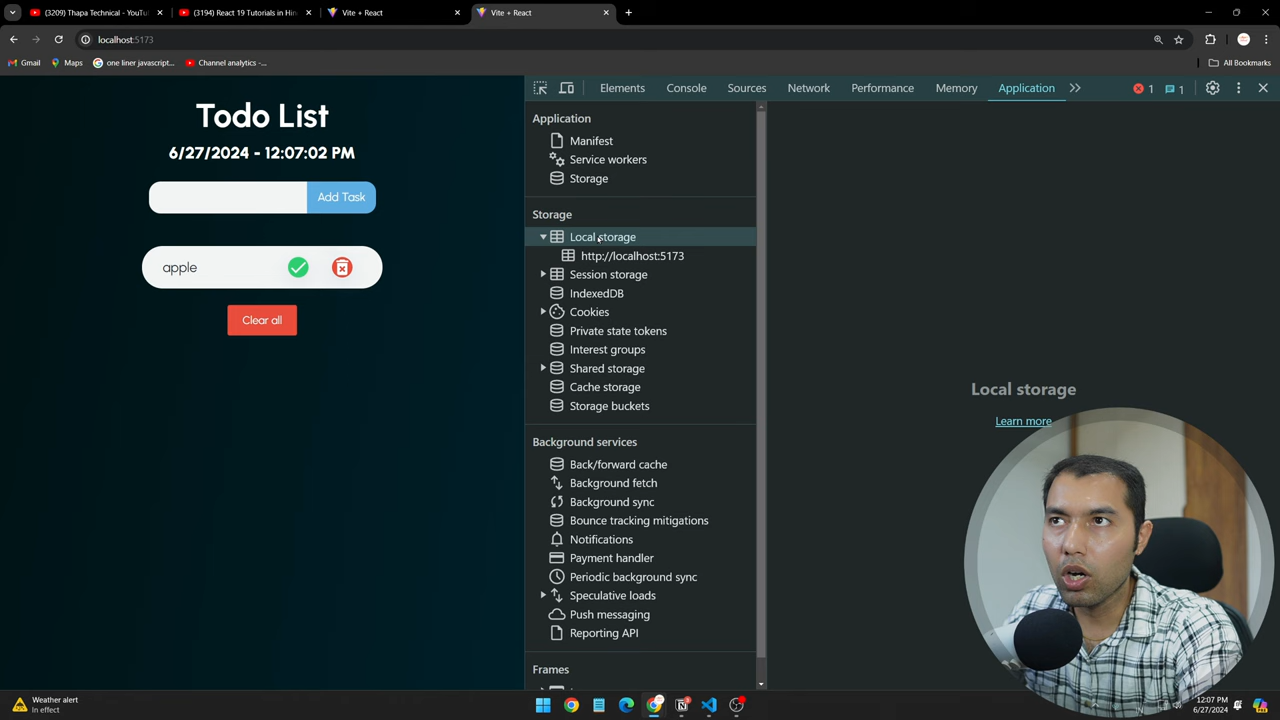 (3209) Thapa Technical - YouTu
(3194) React 19 Tutorials in Hin
Vite + React
Vite + React
localhost:5173
Gmail
Maps
one liner javascript...
Channel analytics -...
All Bookmarks
Todo List
6/27/2024 - 12:07:02 PM
Add Task
apple
Clear all
Elements
Console
Sources
Network
Performance
Memory
Application
1
1
Application
Manifest
Service workers
Storage
Storage
Local storage
http://localhost:5173
Session storage
IndexedDB
Cookies
Private state tokens
Interest groups
Shared storage
Cache storage
Storage buckets
Background services
Back/forward cache
Background fetch
Background sync
Bounce tracking mitigations
Notifications
Payment handler
Periodic background sync
Speculative loads
Push messaging
Reporting API
Frames
Local storage
Learn more
Weather alert
In effect
12:07 PM
6/27/2024